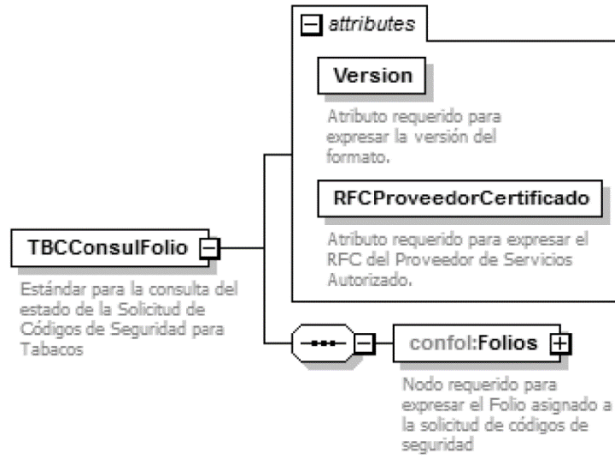 attributes
Version
Atributo requerido para
expresar la versión del
formato.
RFCProveedorCertificado
Atributo requerido para expresar el
RFC del Proveedor de Servicios
Autorizado.
TBCConsulFolio
Estándar para la consulta del
estado de la Solicitud de
Códigos de Seguridad para
Tabacos
confol:Folios
Nodo requerido para
expresar el Folio asignado a
la solicitud de códigos de
seguridad